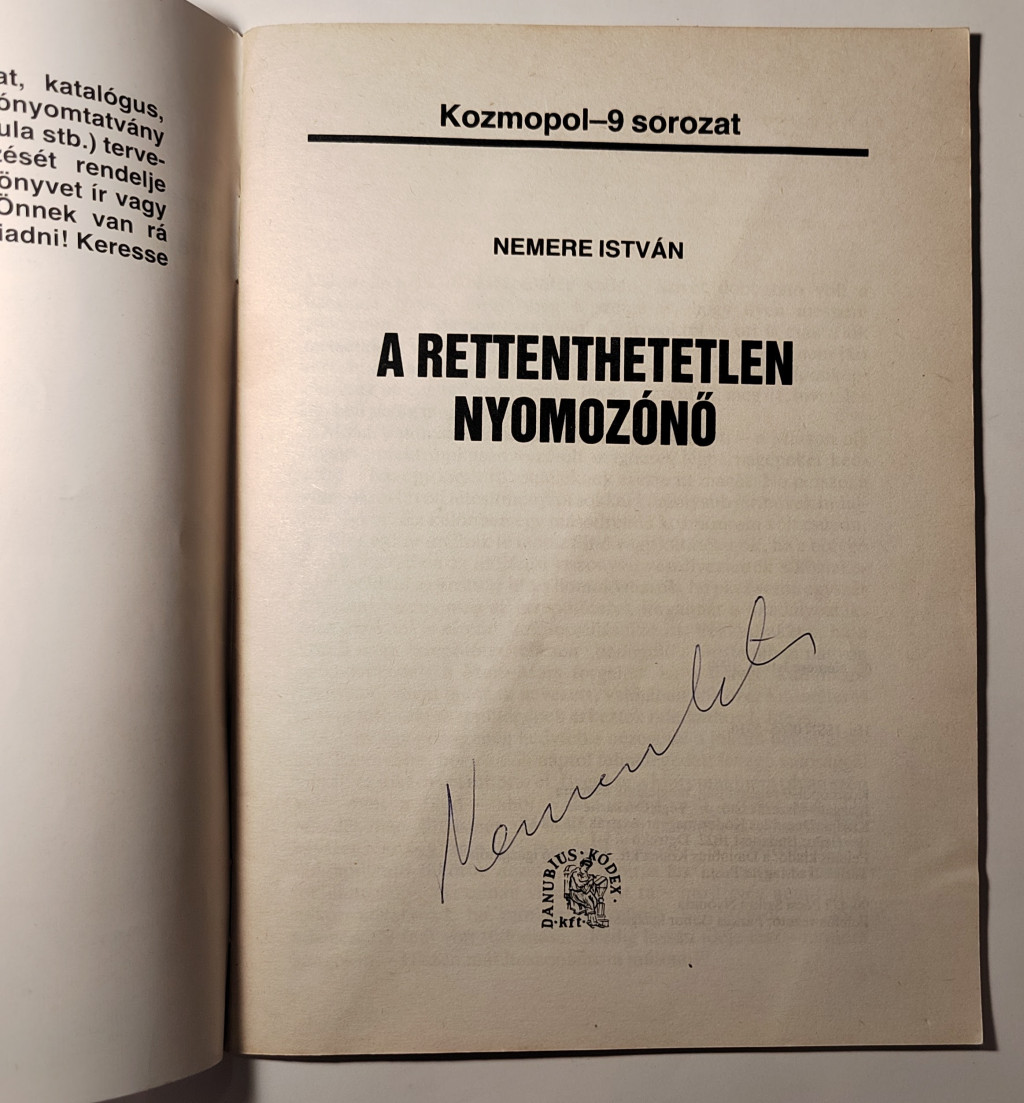 at, katalógus,
ónyomtatvány
ula stb.) terve-
zését rendelje
önyvet ír vagy
Önnek van rá
iadni! Keresse
Kozmopol–9 sorozat
NEMERE ISTVÁN
A RETTENTHETETLEN
NYOMOZÓNŐ
DANUBIUS · KÓDEX ·
· kft ·